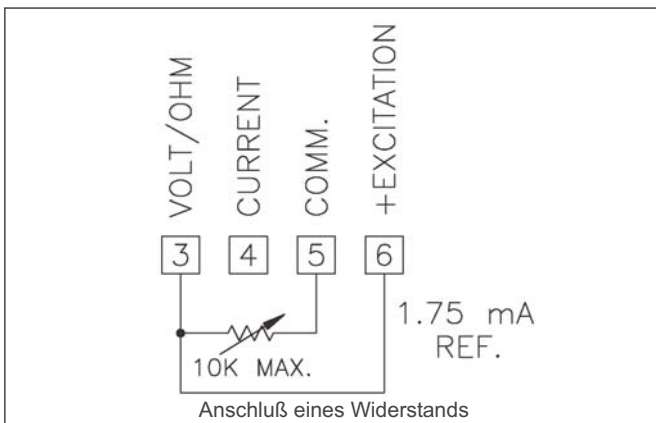 VOLT/OHM
CURRENT
COMM.
+EXCITATION
3
4
5
6
1.75 mA
REF.
10K MAX.
Anschluß eines Widerstands